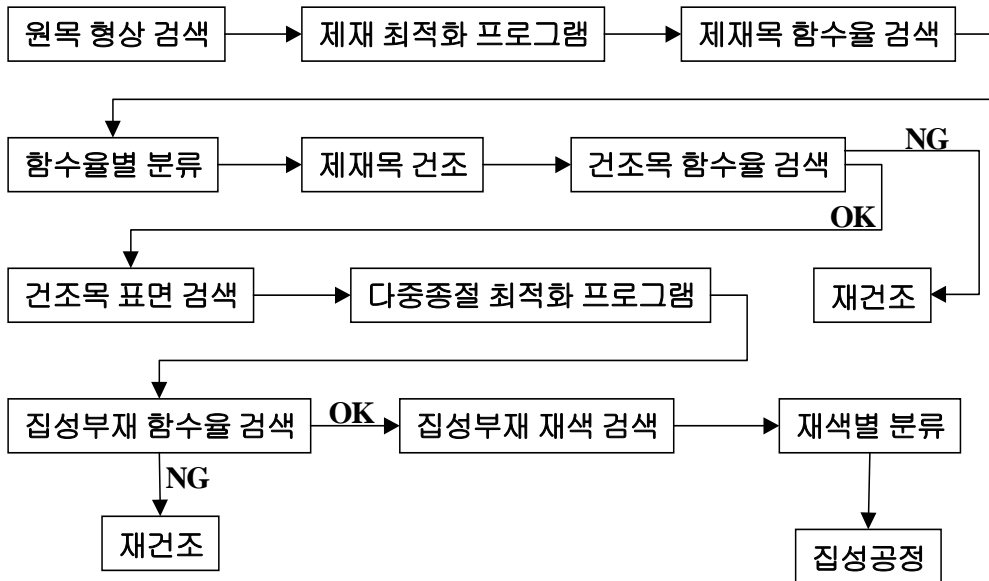 원목 형상 검색
제재 최적화 프로그램
제재목 함수율 검색
함수율별 분류
제재목 건조
건조목 함수율 검색
NG
OK
건조목 표면 검색
다중종절 최적화 프로그램
재건조
집성부재 함수율 검색
OK
집성부재 재색 검색
재색별 분류
NG
재건조
집성공정